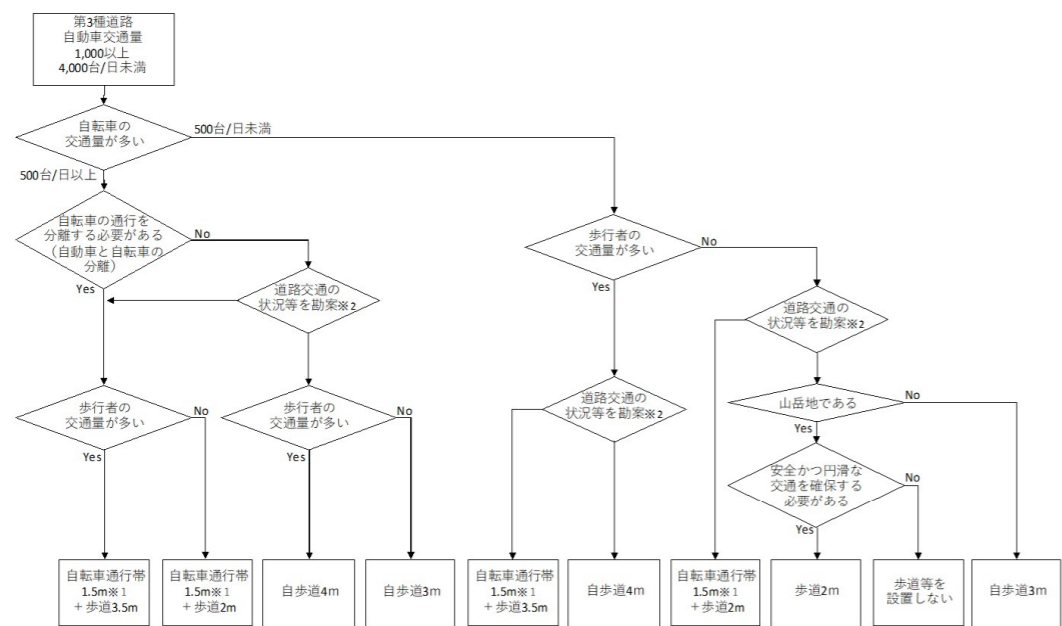 第3種道路
自動車交通量
1,000以上
4,000台/日未満
自転車の
交通量が多い
500台/日未満
500台/日以上
自転車の通行を
分離する必要がある
（自動車と自転車の
分離）
No
Yes
道路交通の
状況等を勘案※2
歩行者の
交通量が多い
No
Yes
道路交通の
状況等を勘案※2
歩行者の
交通量が多い
No
Yes
歩行者の
交通量が多い
No
Yes
道路交通の
状況等を勘案※2
山岳地である
No
Yes
安全かつ円滑な
交通を確保する
必要がある
No
Yes
自転車通行帯
1.5m※1
＋歩道3.5m
自転車通行帯
1.5m※1
＋歩道2m
自歩道4m
自歩道3m
自転車通行帯
1.5m※1
＋歩道3.5m
自歩道4m
自転車通行帯
1.5m※1
＋歩道2m
歩道2m
歩道等を
設置しない
自歩道3m